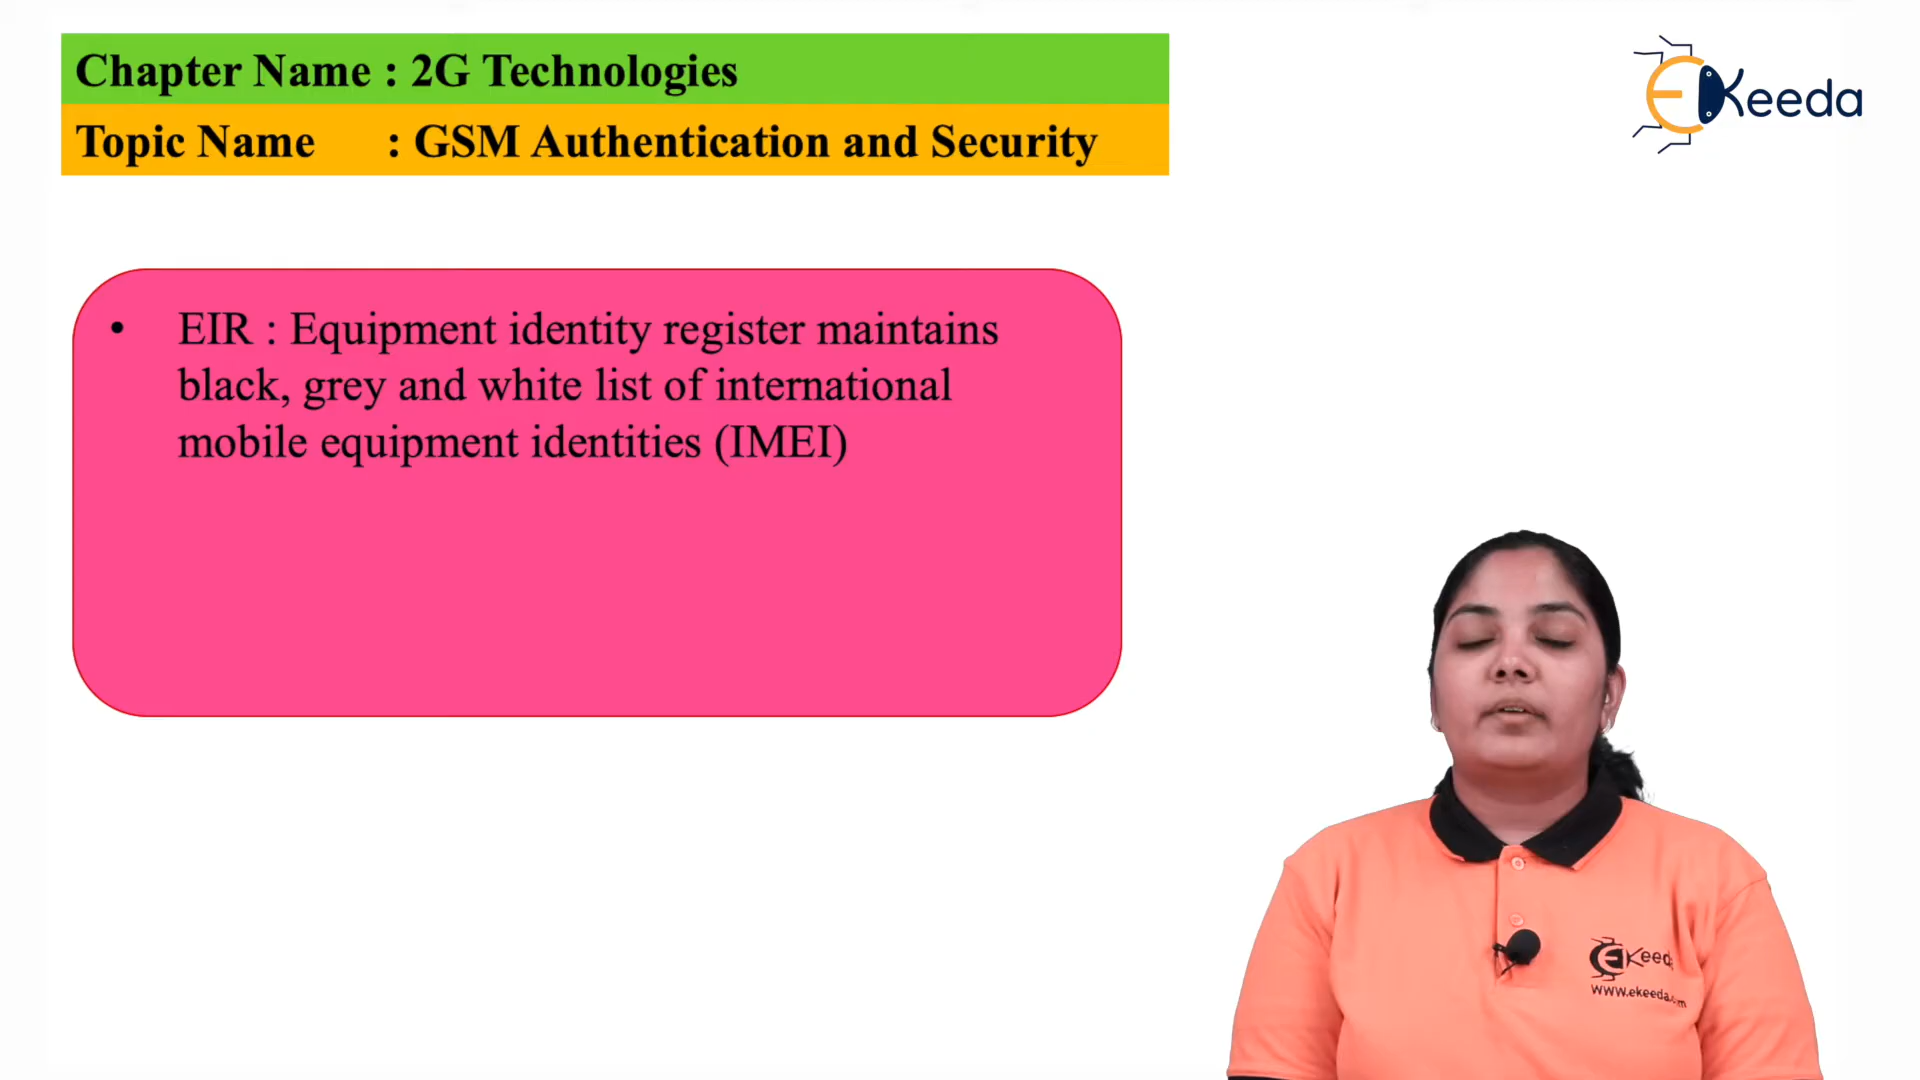 Chapter Name : 2G Technologies
Topic Name : GSM Authentication and Security
EKeeda
• EIR : Equipment identity register maintains
black, grey and white list of international
mobile equipment identities (IMEI)
EKeeda
www.ekeeda.com